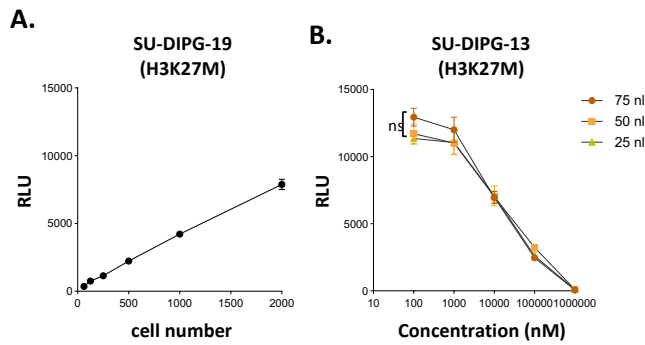 A.
SU-DIPG-19
(H3K27M)
15000
10000
5000
0
RLU
0 500 1000 1500 2000
cell number
B.
SU-DIPG-13
(H3K27M)
15000
10000
5000
0
RLU
ns
10 100 1000 10000 100000 1000000
Concentration (nM)
75 nl
50 nl
25 nl